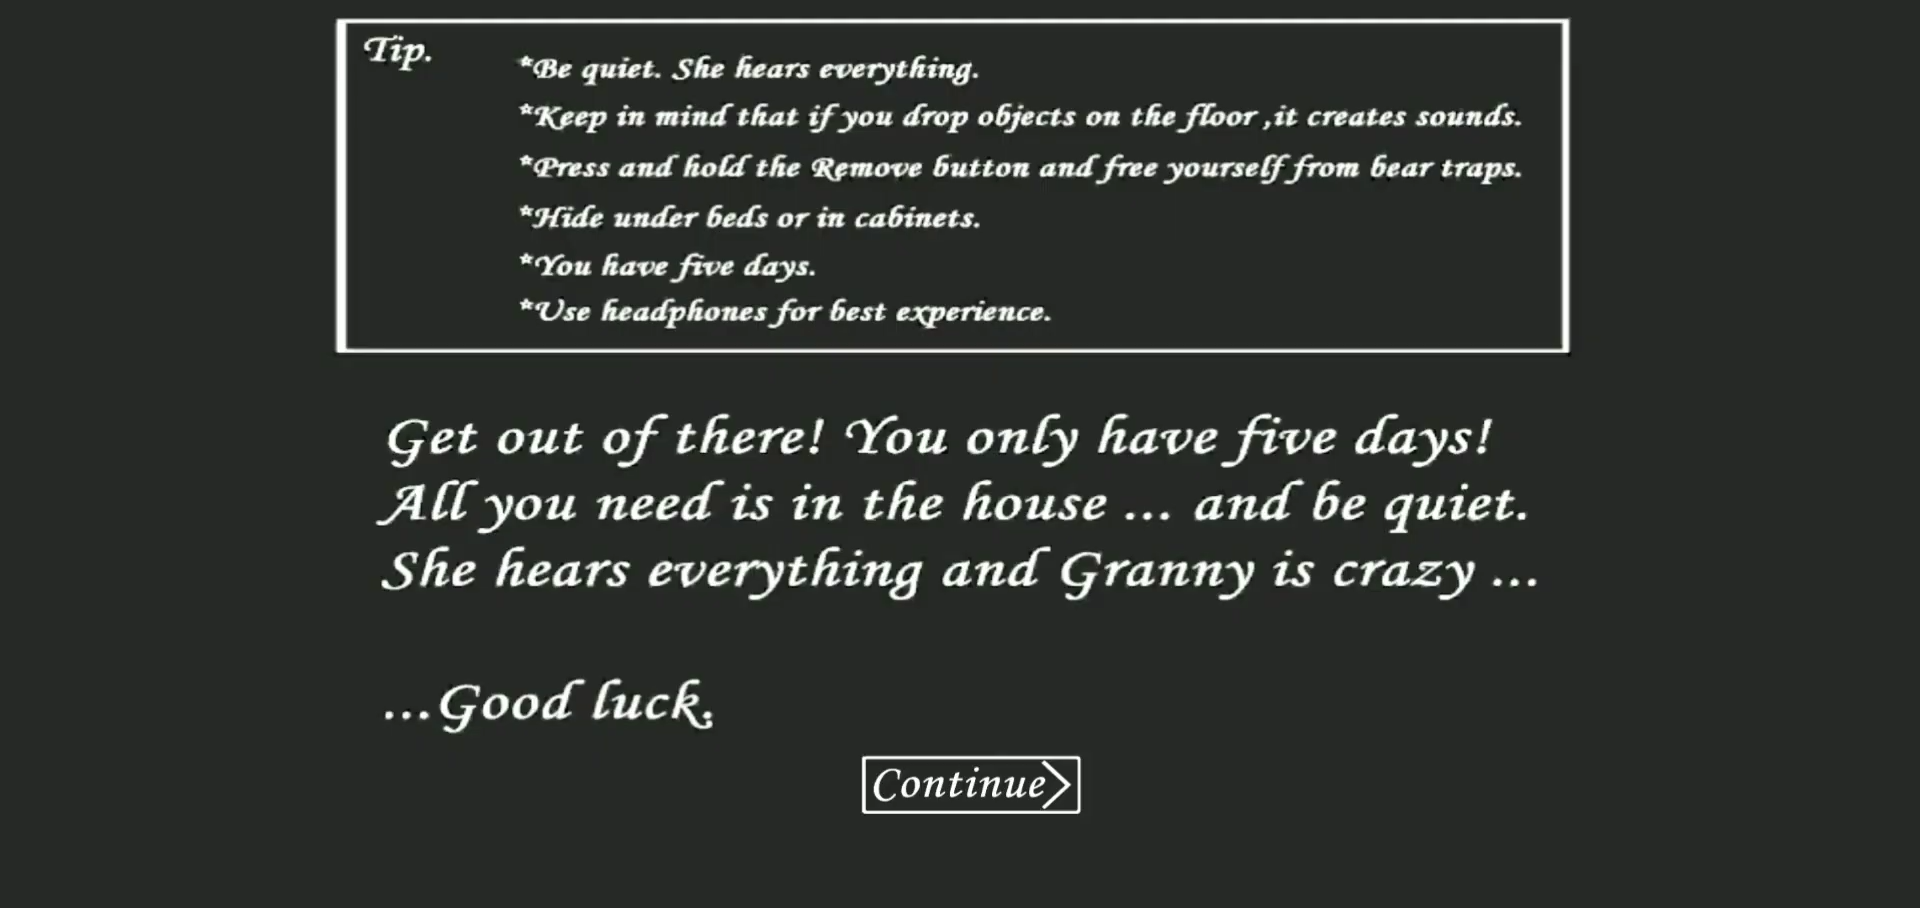 Tip.
*Be quiet. She hears everything.
*Keep in mind that if you drop objects on the floor ,it creates sounds.
*Press and hold the Remove button and free yourself from bear traps.
*Hide under beds or in cabinets.
*You have five days.
*Use headphones for best experience.
Get out of there! You only have five days!
All you need is in the house ... and be quiet.
She hears everything and Granny is crazy ...
...Good luck.
Continue>